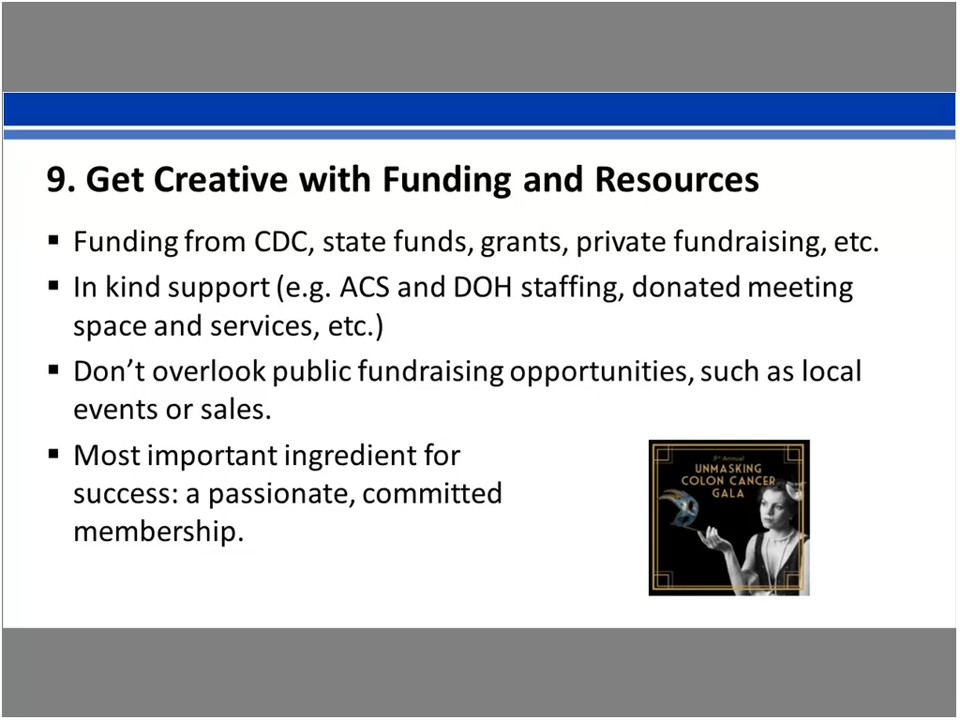 9. Get Creative with Funding and Resources
▪ Funding from CDC, state funds, grants, private fundraising, etc.
▪ In kind support (e.g. ACS and DOH staffing, donated meeting
space and services, etc.)
▪ Don’t overlook public fundraising opportunities, such as local
events or sales.
▪ Most important ingredient for
success: a passionate, committed
membership.
Annual
UNMASKING
COLON CANCER
GALA